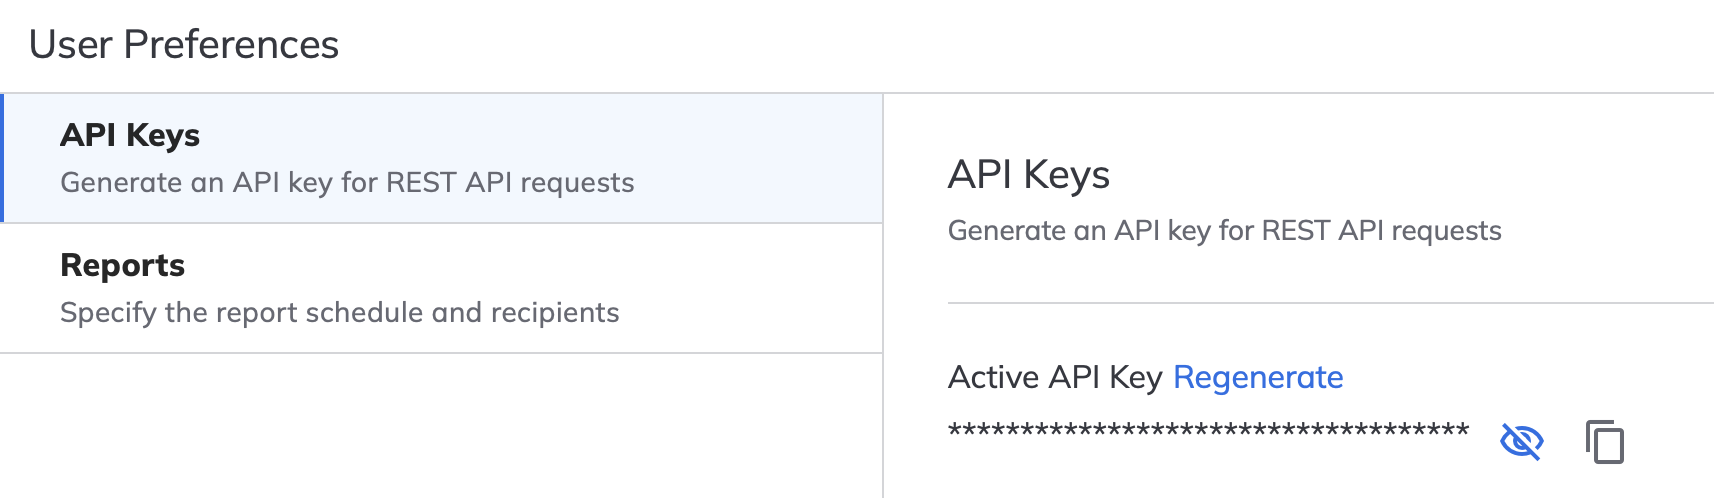 User Preferences
API Keys
Generate an API key for REST API requests
Reports
Specify the report schedule and recipients
API Keys
Generate an API key for REST API requests
Active API Key Regenerate
************************************